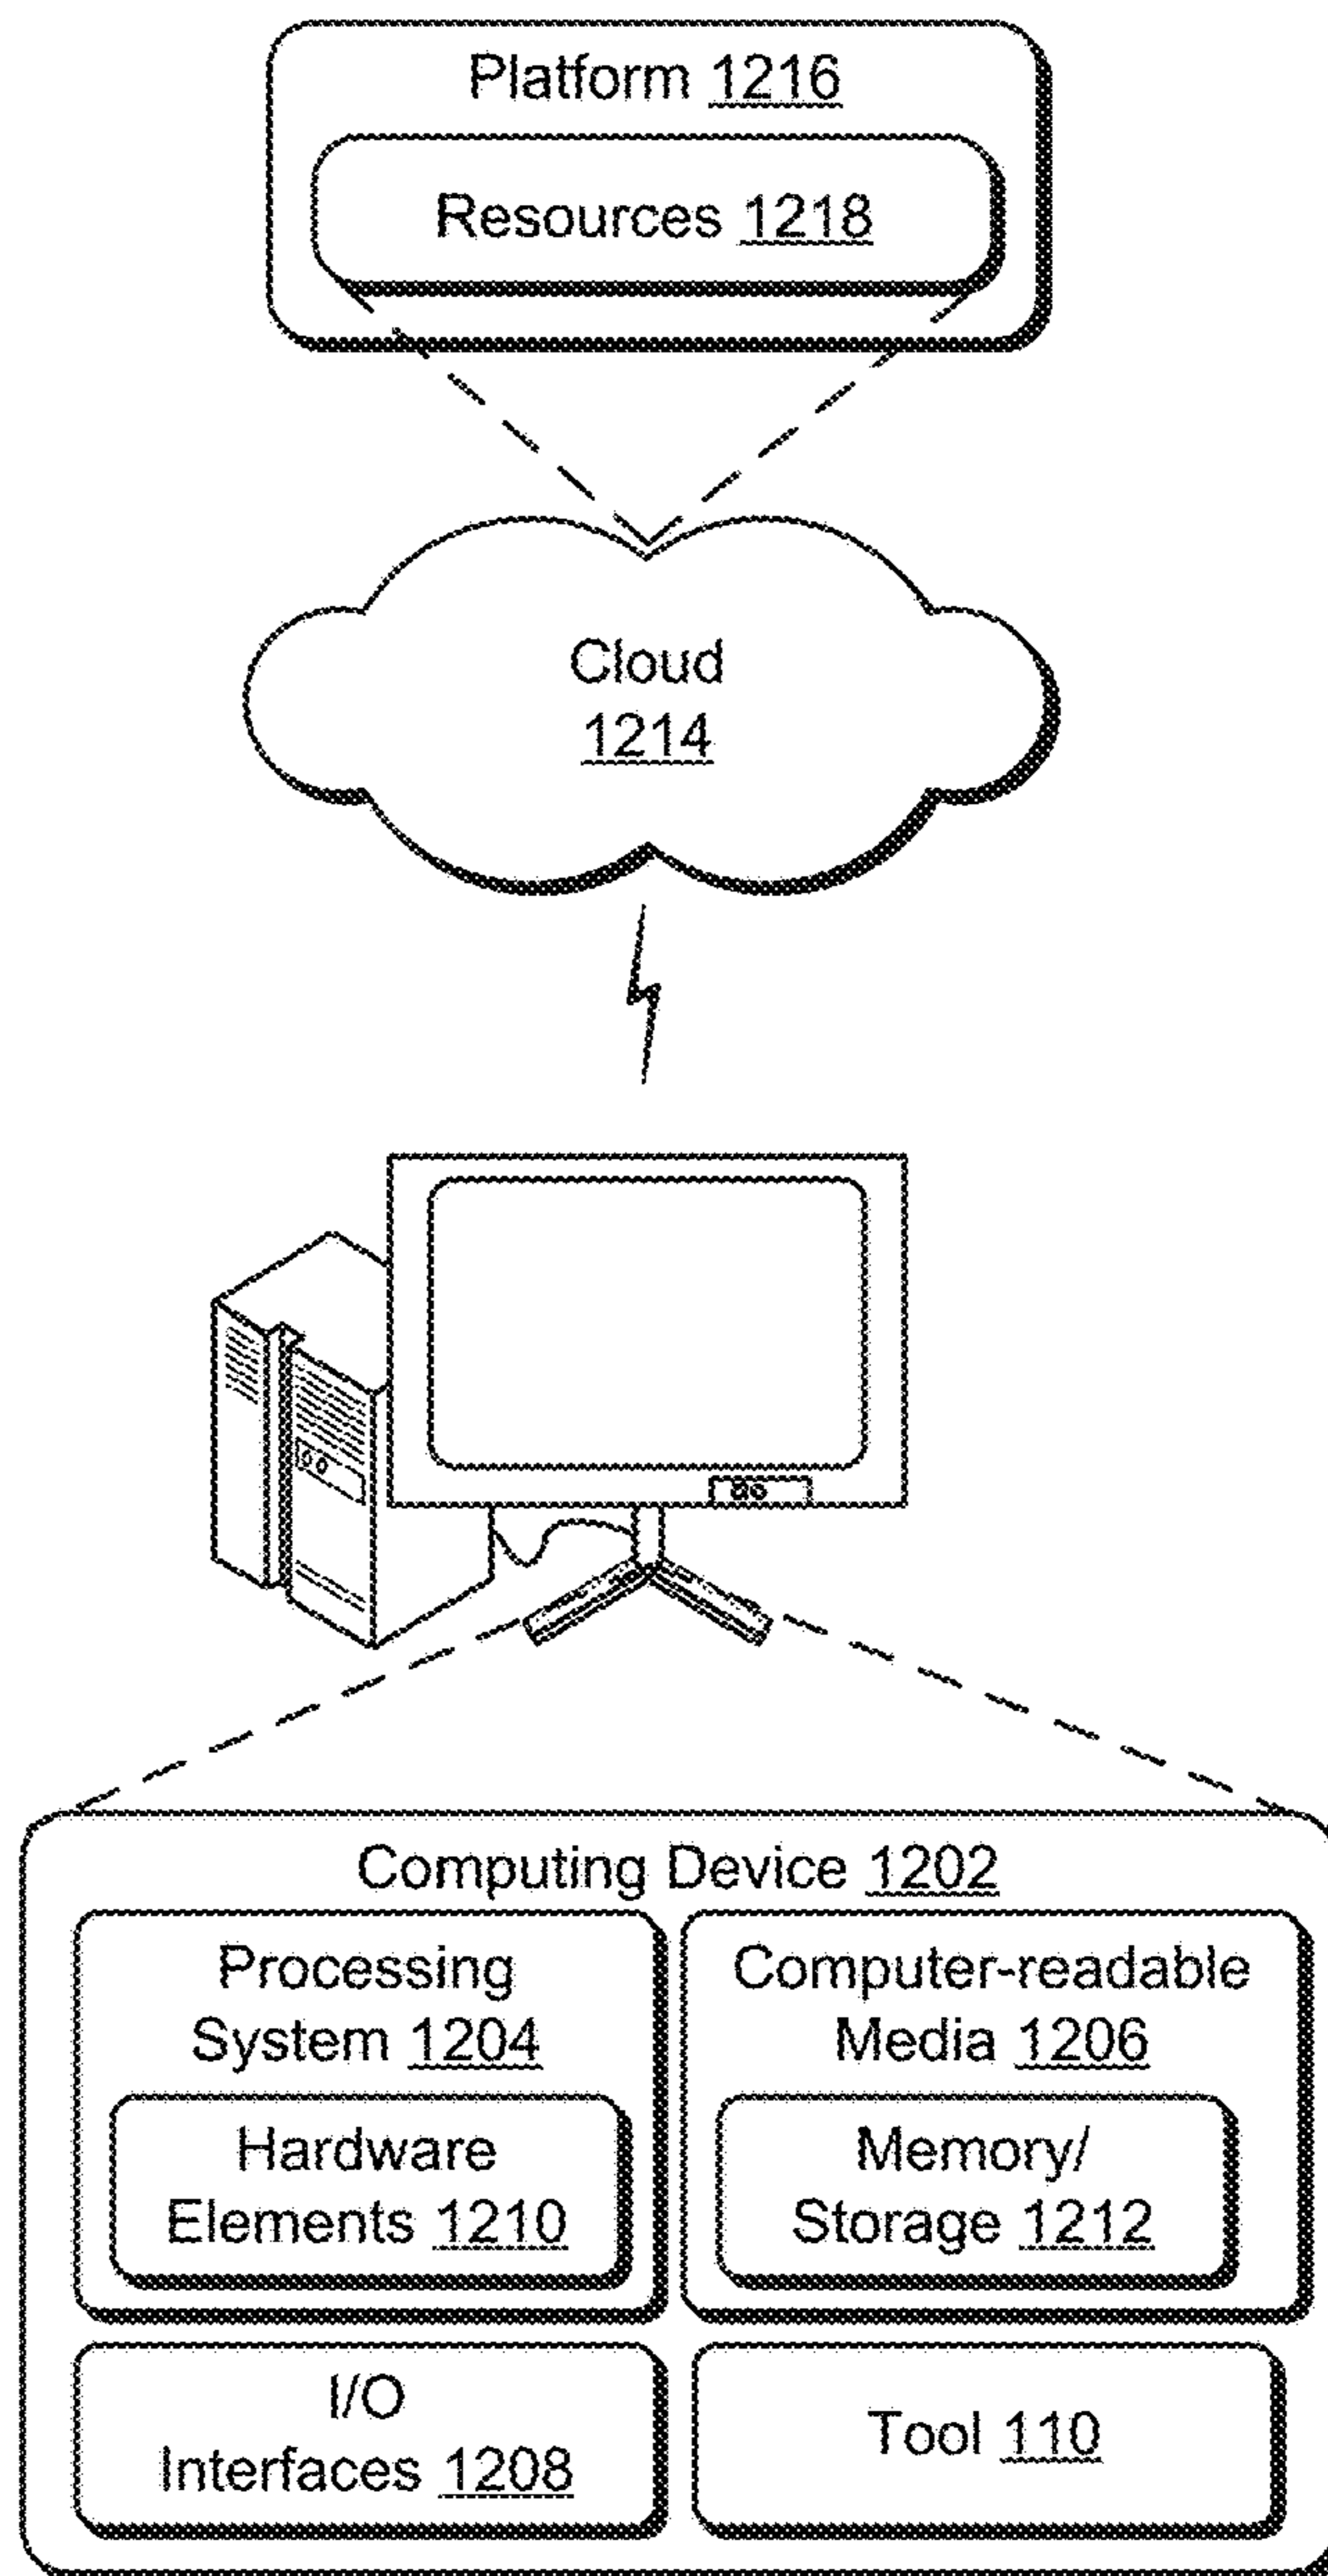 Platform 1216
Resources 1218
Cloud
1214
Computing Device 1202
Processing
System 1204
Hardware
Elements 1210
Computer-readable
Media 1206
Memory/
Storage 1212
I/O
Interfaces 1208
Tool 110